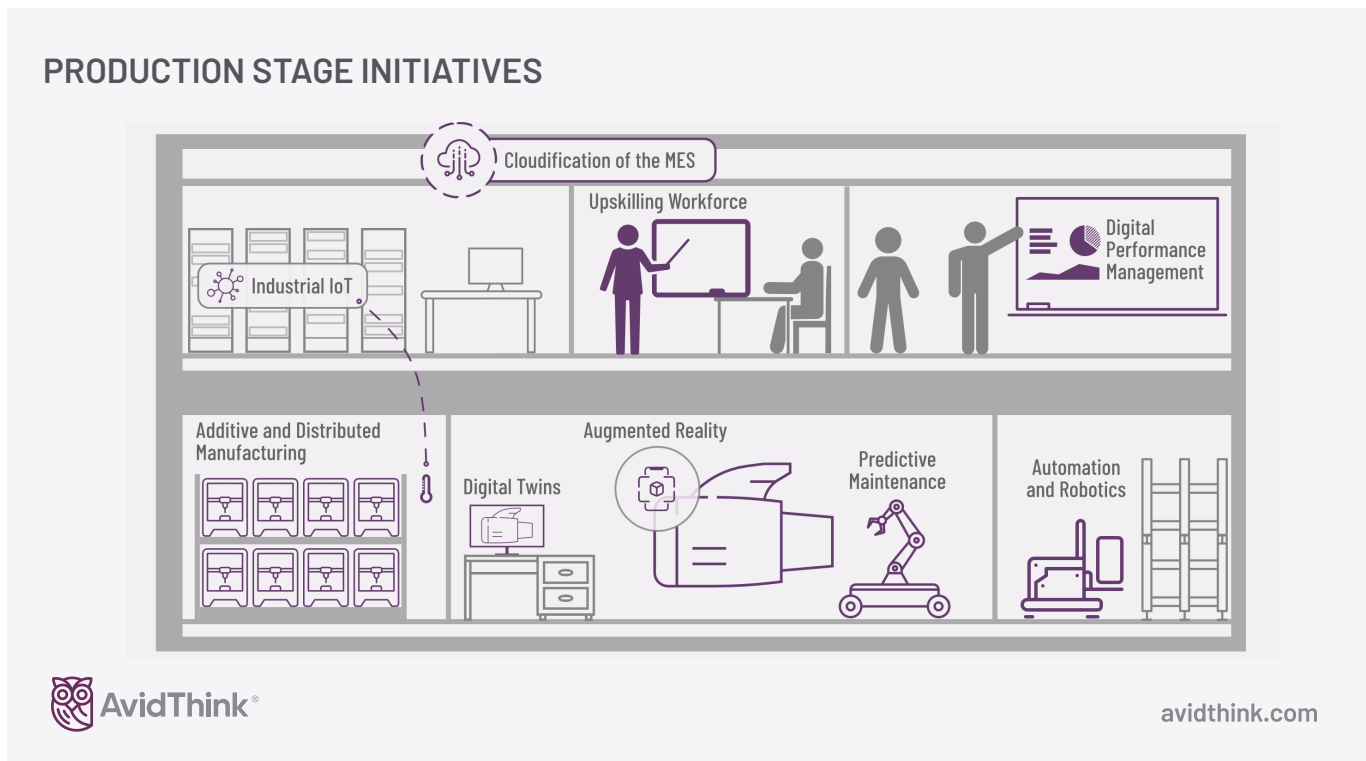 PRODUCTION STAGE INITIATIVES
Cloudification of the MES
Upskilling Workforce
Digital
Performance
Management
Industrial IoT
Additive and Distributed
Manufacturing
Augmented Reality
Digital Twins
Predictive
Maintenance
Automation
and Robotics
AvidThink®
avidthink.com